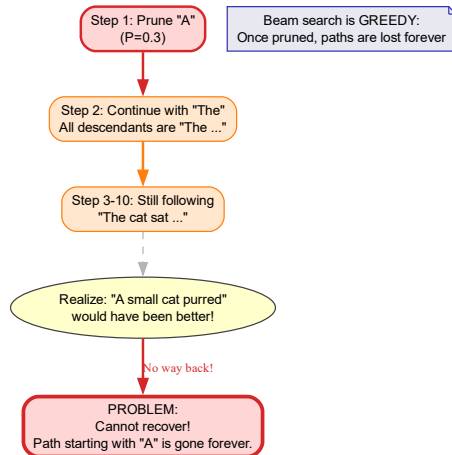 Step 1: Prune "A"
(P=0.3)
Beam search is GREEDY:
Once pruned, paths are lost forever
Step 2: Continue with "The"
All descendants are "The ..."
Step 3-10: Still following
"The cat sat ..."
Realize: "A small cat purred"
would have been better!
No way back!
PROBLEM:
Cannot recover!
Path starting with "A" is gone forever.